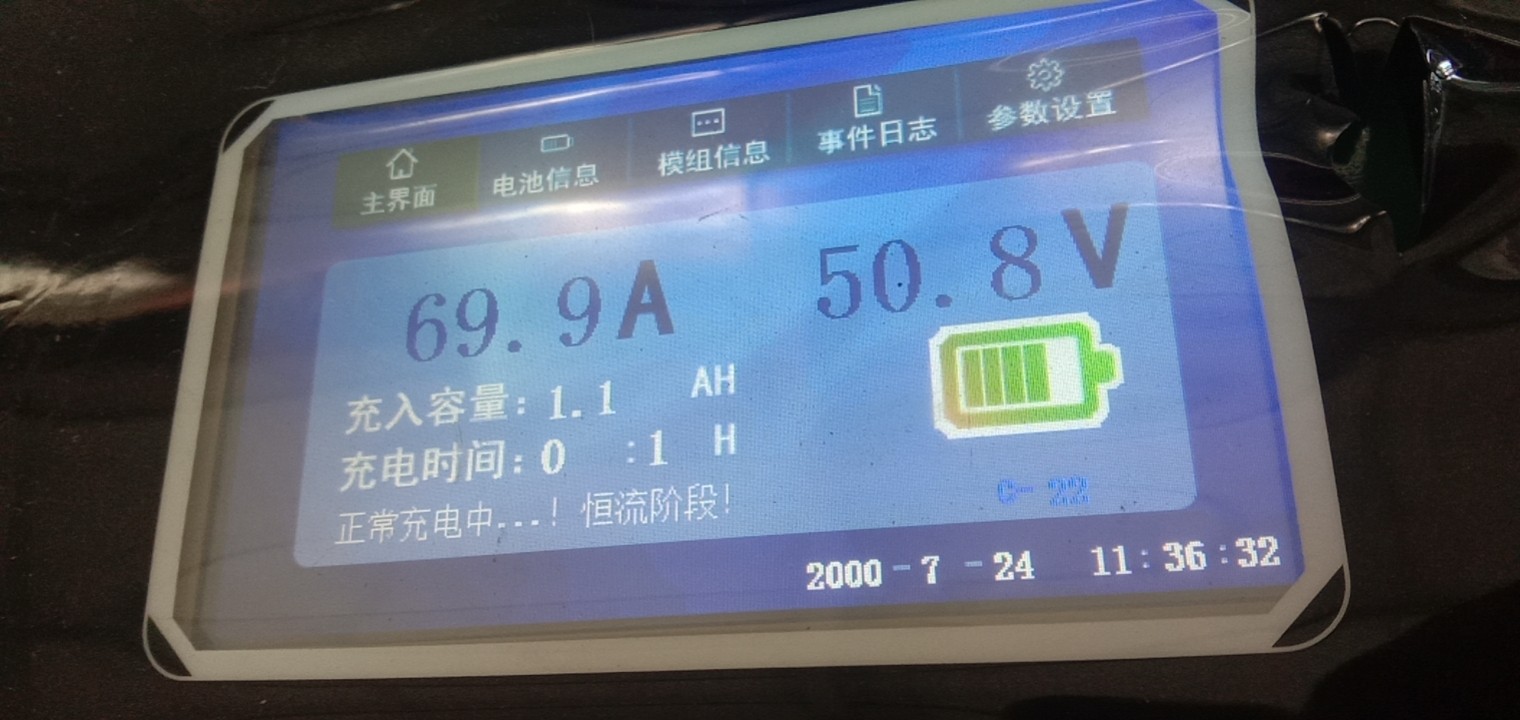 主界面 电池信息 模组信息 事件日志 参数设置
69.9A 50.8V
充入容量: 1.1 AH
充电时间: 0 :1 H
正常充电中...! 恒流阶段!
C- 22
2000-7-24 11:36:32